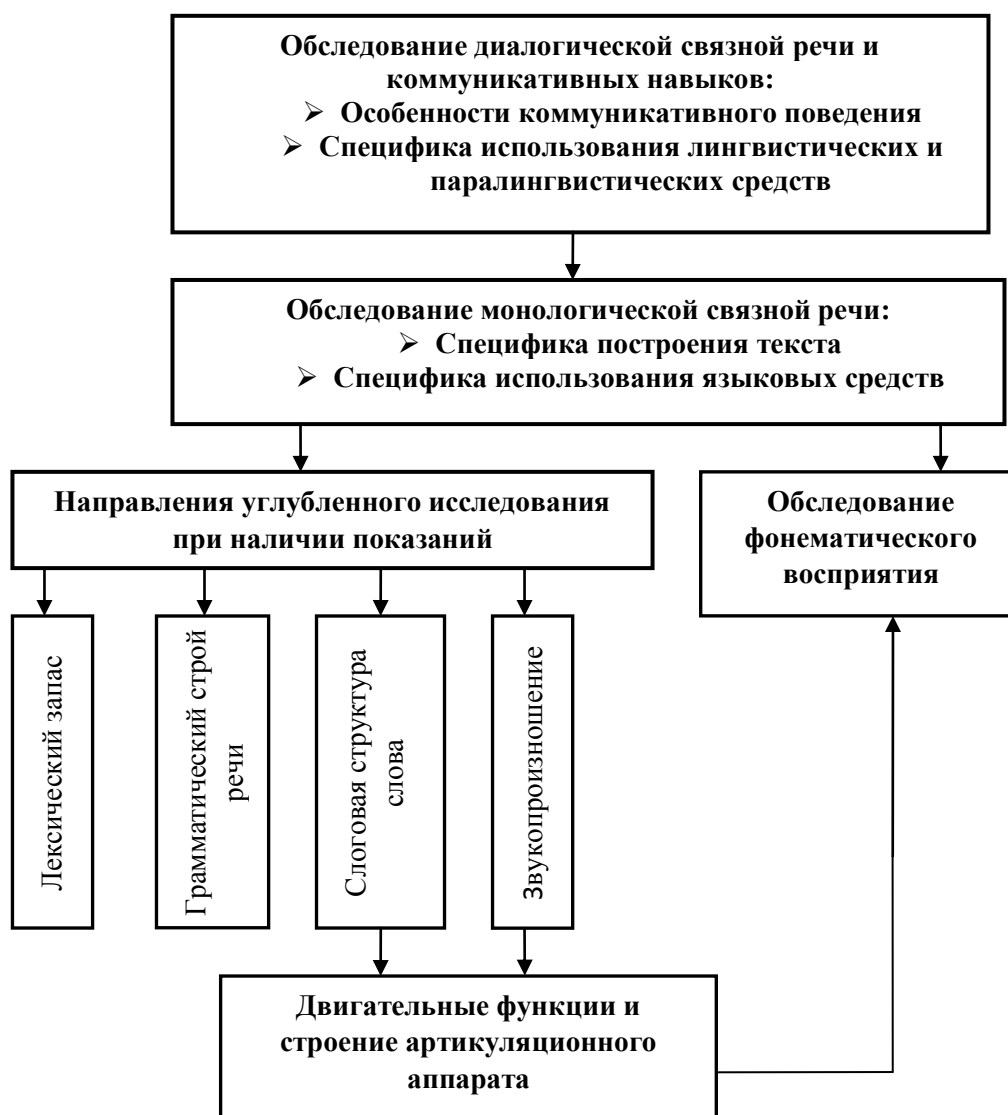 Обследование диалогической связной речи и
коммуникативных навыков:
➢ Особенности коммуникативного поведения
➢ Специфика использования лингвистических и
паралингвистических средств
Обследование монологической связной речи:
➢ Специфика построения текста
➢ Специфика использования языковых средств
Направления углубленного исследования
при наличии показаний
Обследование
фонематического
восприятия
Лексический запас
Грамматический строй
речи
Слоговая структура
слова
Звукопроизношение
Двигательные функции и
строение артикуляционного
аппарата